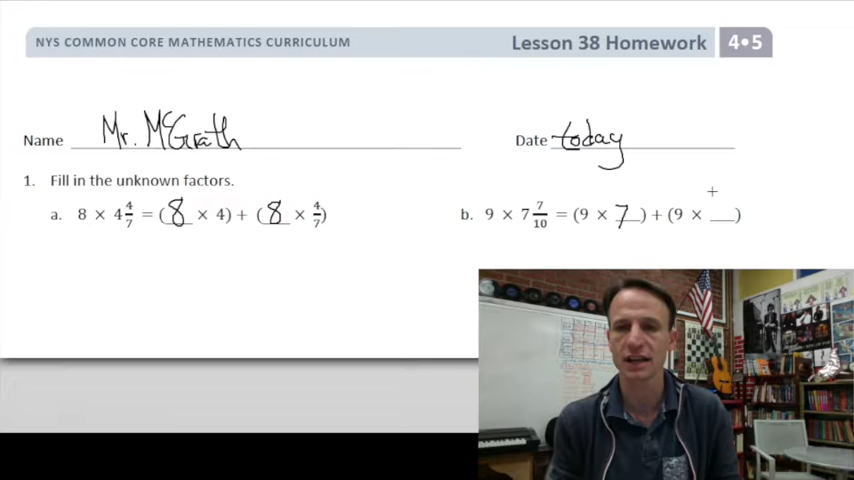 NYS COMMON CORE MATHEMATICS CURRICULUM Lesson 38 Homework 4•5
Name Mr. McGrath Date today
1. Fill in the unknown factors.
a. 8 × 4 4/7 = (8 × 4) + (8 × 4/7) b. 9 × 7 7/10 = (9 × 7) + (9 × __)